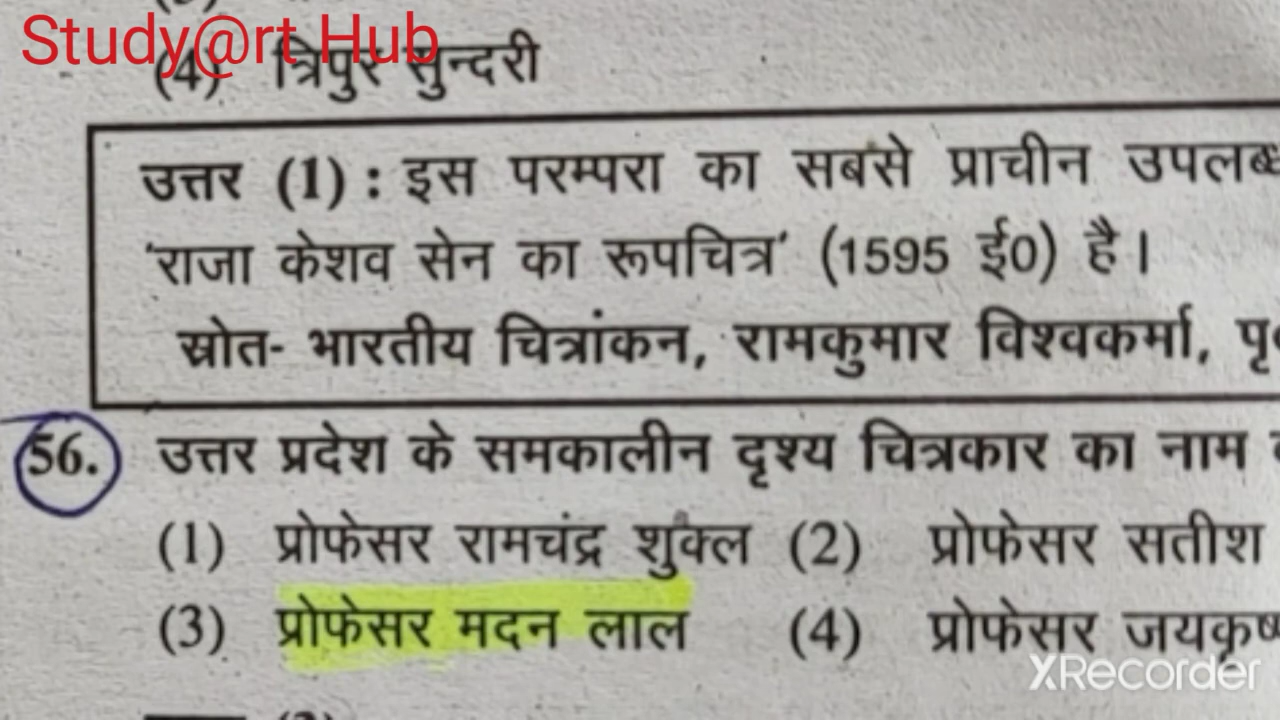 Study@rt Hub
(4) त्रिपुर सुन्दरी
उत्तर (1) : इस परम्परा का सबसे प्राचीन उपलब्ध
'राजा केशव सेन का रूपचित्र' (1595 ई0) है।
स्रोत- भारतीय चित्रांकन, रामकुमार विश्वकर्मा,
56. उत्तर प्रदेश के समकालीन दृश्य चित्रकार का नाम
(1) प्रोफेसर रामचंद्र शुक्ल (2) प्रोफेसर सतीश
(3) प्रोफेसर मदन लाल (4) प्रोफेसर जयकृष्
XRecorder